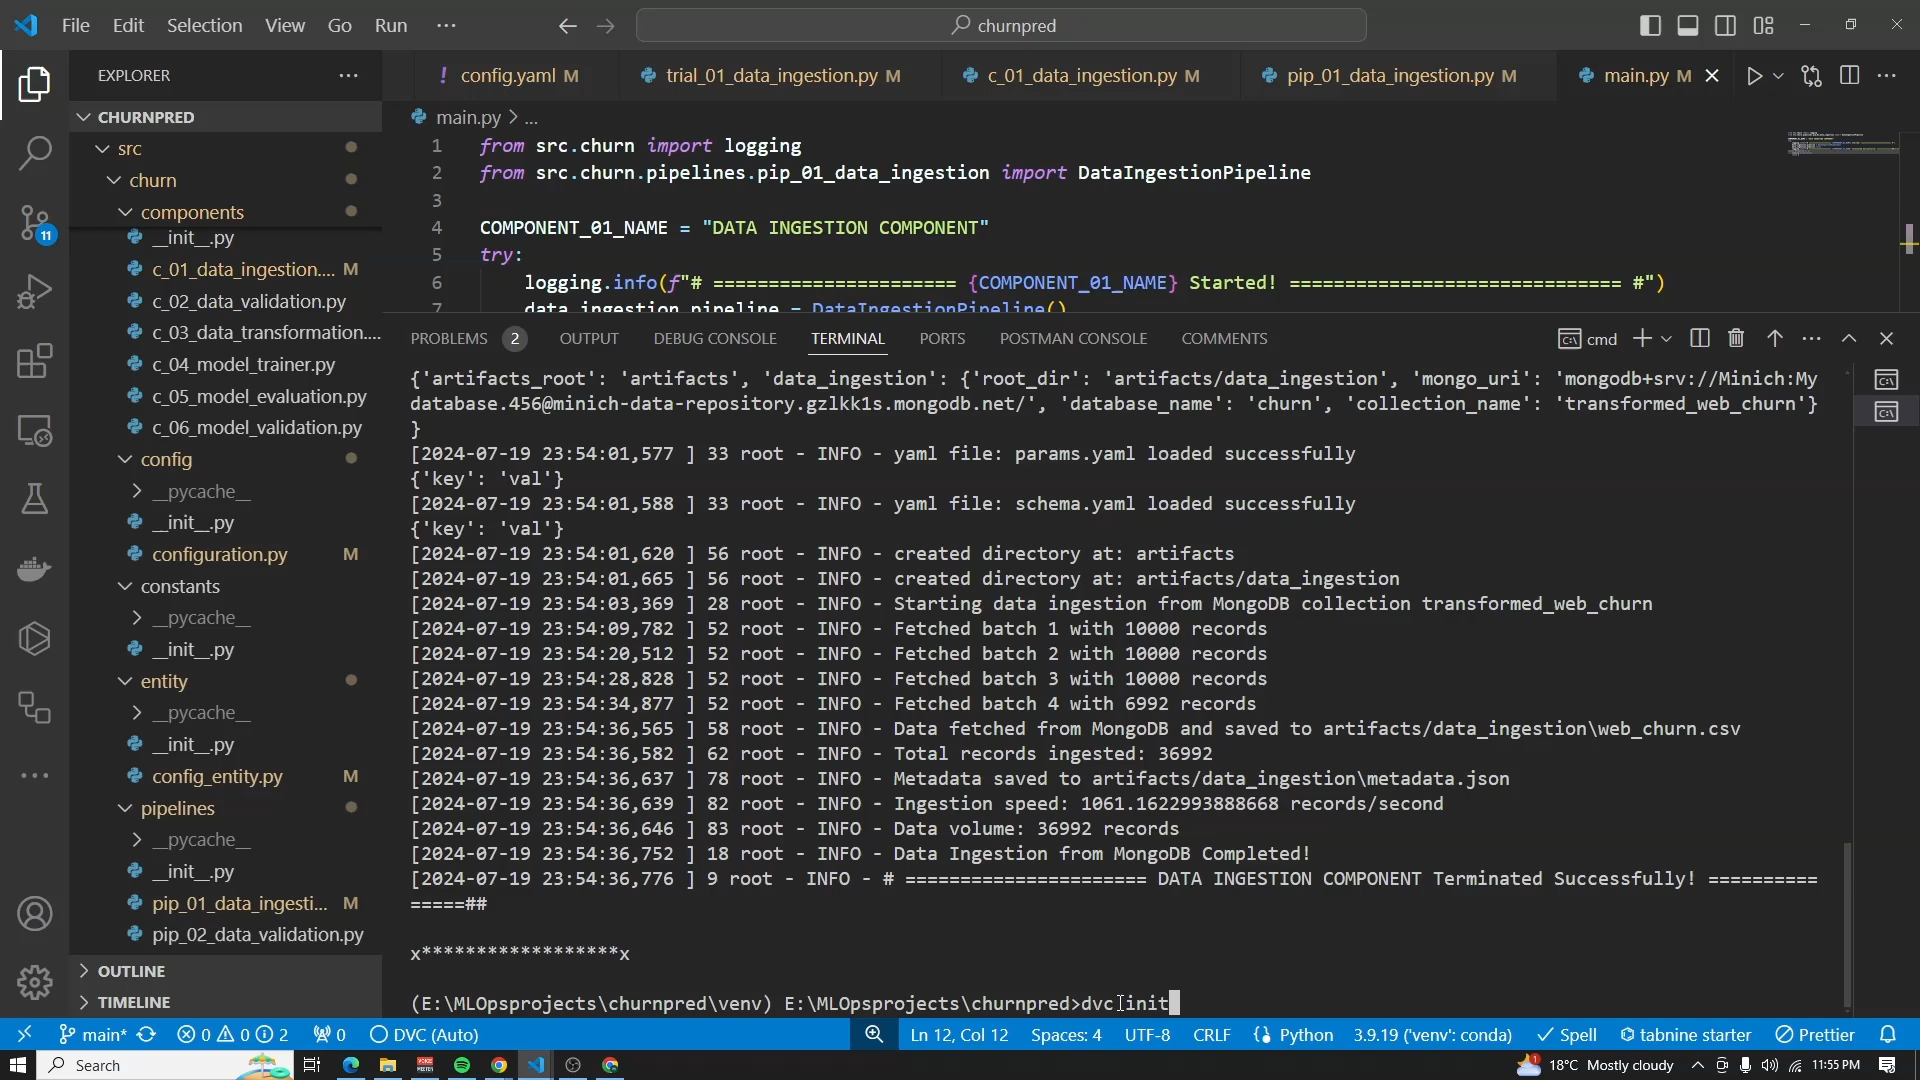 File Edit Selection View Go Run ...
churnpred
EXPLORER
config.yaml M
trial_01_data_ingestion.py M
c_01_data_ingestion.py M
pip_01_data_ingestion.py M
main.py M
CHURNPRED
src
churn
components
__init__.py
c_01_data_ingestion.... M
c_02_data_validation.py
c_03_data_transformation....
c_04_model_trainer.py
c_05_model_evaluation.py
c_06_model_validation.py
config
__pycache__
__init__.py
configuration.py M
constants
__pycache__
__init__.py
entity
__pycache__
__init__.py
config_entity.py M
pipelines
__pycache__
__init__.py
pip_01_data_ingesti... M
pip_02_data_validation.py
OUTLINE
TIMELINE
11
main.py > ...
1 from src.churn import logging
2 from src.churn.pipelines.pip_01_data_ingestion import DataIngestionPipeline
3
4 COMPONENT_01_NAME = "DATA INGESTION COMPONENT"
5 try:
6 logging.info(f"# ====================== {COMPONENT_01_NAME} Started! ============================== #")
7 data_ingestion_pipeline = DataIngestionPipeline()
PROBLEMS 2 OUTPUT DEBUG CONSOLE TERMINAL PORTS POSTMAN CONSOLE COMMENTS
cmd
{'artifacts_root': 'artifacts', 'data_ingestion': {'root_dir': 'artifacts/data_ingestion', 'mongo_uri': 'mongodb+srv://Minich:My
database.456@minich-data-repository.gzlkk1s.mongodb.net/', 'database_name': 'churn', 'collection_name': 'transformed_web_churn'}
}
[2024-07-19 23:54:01,577 ] 33 root - INFO - yaml file: params.yaml loaded successfully
{'key': 'val'}
[2024-07-19 23:54:01,588 ] 33 root - INFO - yaml file: schema.yaml loaded successfully
{'key': 'val'}
[2024-07-19 23:54:01,620 ] 56 root - INFO - created directory at: artifacts
[2024-07-19 23:54:01,665 ] 56 root - INFO - created directory at: artifacts/data_ingestion
[2024-07-19 23:54:03,369 ] 28 root - INFO - Starting data ingestion from MongoDB collection transformed_web_churn
[2024-07-19 23:54:09,782 ] 52 root - INFO - Fetched batch 1 with 10000 records
[2024-07-19 23:54:20,512 ] 52 root - INFO - Fetched batch 2 with 10000 records
[2024-07-19 23:54:28,828 ] 52 root - INFO - Fetched batch 3 with 10000 records
[2024-07-19 23:54:34,877 ] 52 root - INFO - Fetched batch 4 with 6992 records
[2024-07-19 23:54:36,565 ] 58 root - INFO - Data fetched from MongoDB and saved to artifacts/data_ingestion\web_churn.csv
[2024-07-19 23:54:36,582 ] 62 root - INFO - Total records ingested: 36992
[2024-07-19 23:54:36,637 ] 78 root - INFO - Metadata saved to artifacts/data_ingestion\metadata.json
[2024-07-19 23:54:36,639 ] 82 root - INFO - Ingestion speed: 1061.1622993888668 records/second
[2024-07-19 23:54:36,646 ] 83 root - INFO - Data volume: 36992 records
[2024-07-19 23:54:36,752 ] 18 root - INFO - Data Ingestion from MongoDB Completed!
[2024-07-19 23:54:36,776 ] 9 root - INFO - # ====================== DATA INGESTION COMPONENT Terminated Successfully! ==========
=====##
x******************x
(E:\MLOpsprojects\churnpred\venv) E:\MLOpsprojects\churnpred>dvc init
main* 0 0 2 0 DVC (Auto) Ln 12, Col 12 Spaces: 4 UTF-8 CRLF Python 3.9.19 ('venv': conda) Spell tabnine starter Prettier
Search 18°C Mostly cloudy 11:55 PM